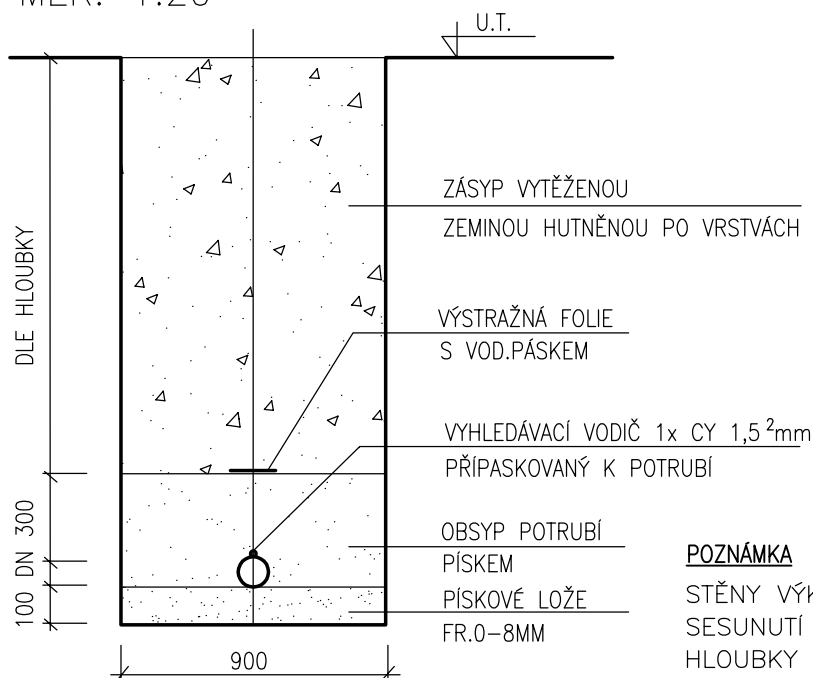 U.T.
ZÁSYP VYTĚŽENOU
ZEMINOU HUTNĚNOU PO VRSTVÁCH
DLE HLOUBKY
VÝSTRAŽNÁ FOLIE
S VOD.PÁSKEM
VYHLEDÁVACÍ VODIČ 1x CY 1,5 ²mm
PŘÍPASKOVANÝ K POTRUBÍ
100 DN 300
OBSYP POTRUBÍ
PÍSKEM
PÍSKOVÉ LOŽE
FR.0-8MM
900
POZNÁMKA
STĚNY
SESUNUTÍ
HLOUBKY